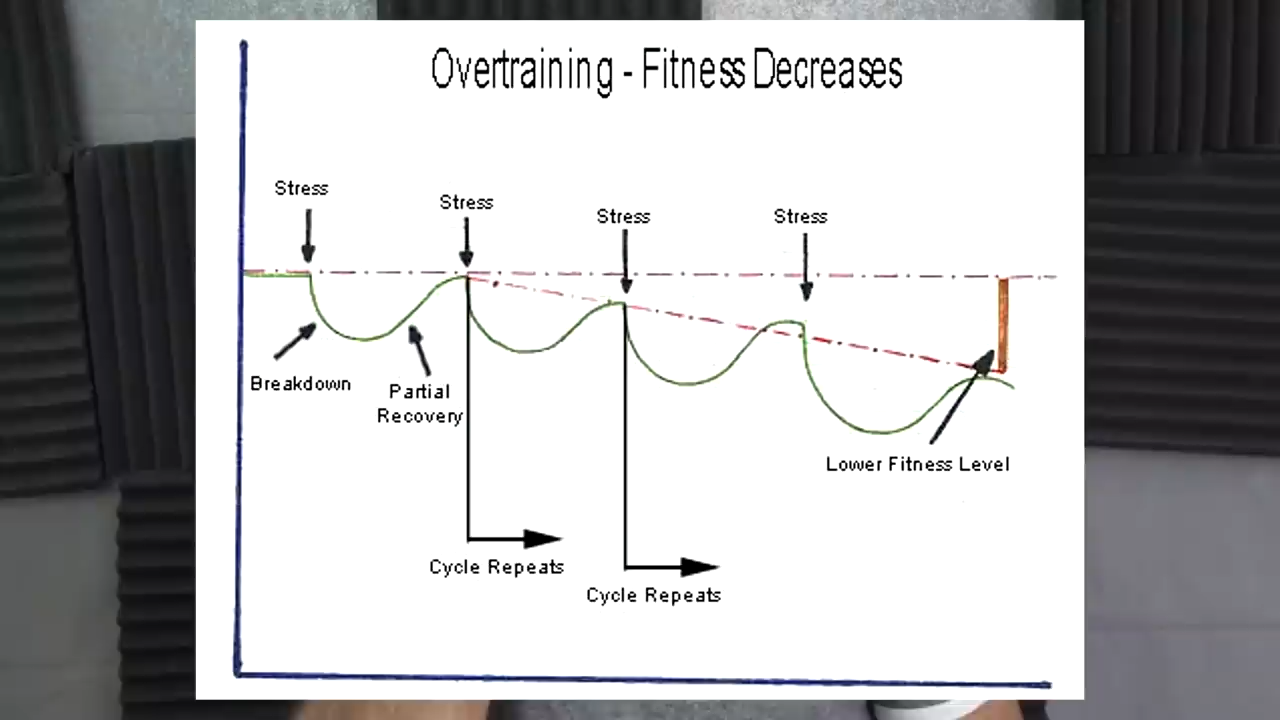 Overtraining - Fitness Decreases
Stress
Stress
Stress
Stress
Breakdown
Partial
Recovery
Lower Fitness Level
Cycle Repeats
Cycle Repeats